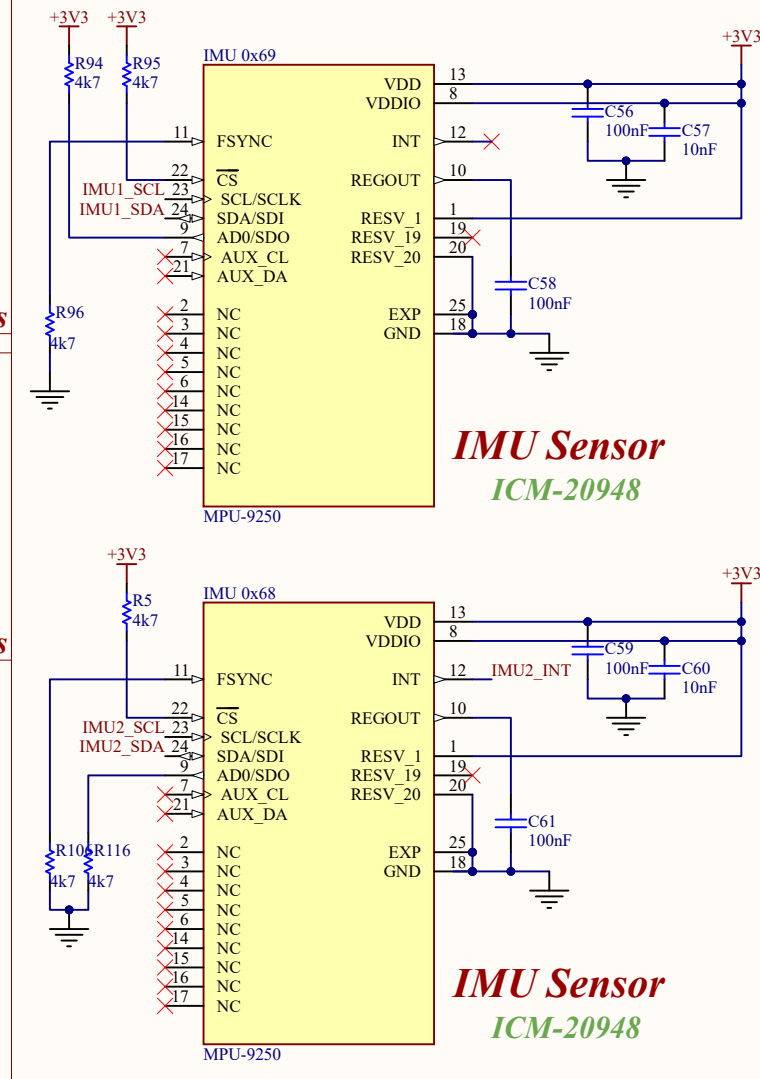 +3V3 +3V3
+3V3
R94
4k7
R95
4k7
IMU 0x69
11 FSYNC
22 CS
IMU1_SCL 23 SCL/SCLK
IMU1_SDA 24 SDA/SDI
9 AD0/SDO
7 AUX_CL
21 AUX_DA
2 NC
3 NC
4 NC
5 NC
6 NC
14 NC
15 NC
16 NC
17 NC
VDD 13
VDDIO 8
INT 12
REGOUT 10
RESV_1 1
RESV_19 19
RESV_20 20
EXP 25
GND 18
C56
100nF
C57
10nF
C58
100nF
R96
4k7
s
IMU Sensor
ICM-20948
MPU-9250
+3V3
+3V3
R5
4k7
IMU 0x68
11 FSYNC
22 CS
IMU2_SCL 23 SCL/SCLK
IMU2_SDA 24 SDA/SDI
9 AD0/SDO
7 AUX_CL
21 AUX_DA
2 NC
3 NC
4 NC
5 NC
6 NC
14 NC
15 NC
16 NC
17 NC
VDD 13
VDDIO 8
INT 12 IMU2_INT
REGOUT 10
RESV_1 1
RESV_19 19
RESV_20 20
EXP 25
GND 18
C59
100nF
C60
10nF
C61
100nF
R116
4k7 4k7
s
IMU Sensor
ICM-20948
MPU-9250